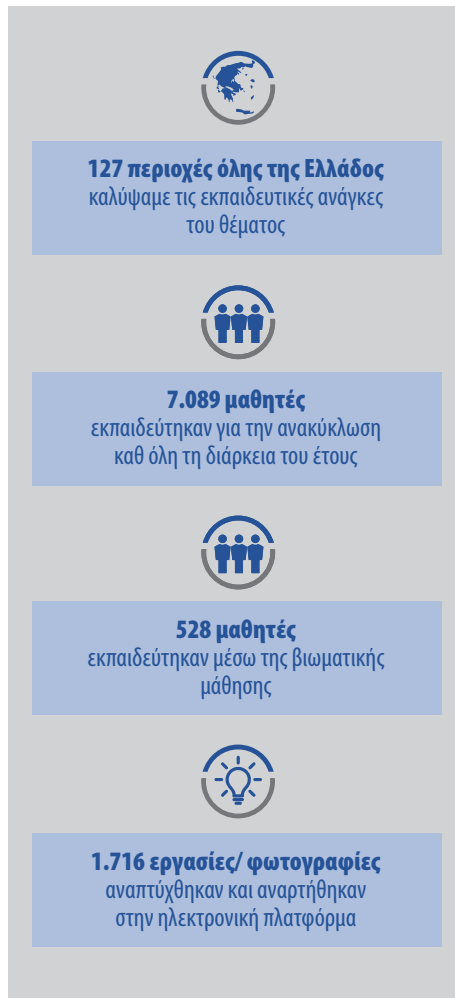 127 περιοχές όλης της Ελλάδος
καλύψαμε τις εκπαιδευτικές ανάγκες
του θέματος
7.089 μαθητές
εκπαιδεύτηκαν για την ανακύκλωση
καθ όλη τη διάρκεια του έτους
528 μαθητές
εκπαιδεύτηκαν μέσω της βιωματικής
μάθησης
1.716 εργασίες/ φωτογραφίες
αναπτύχθηκαν και αναρτήθηκαν
στην ηλεκτρονική πλατφόρμα